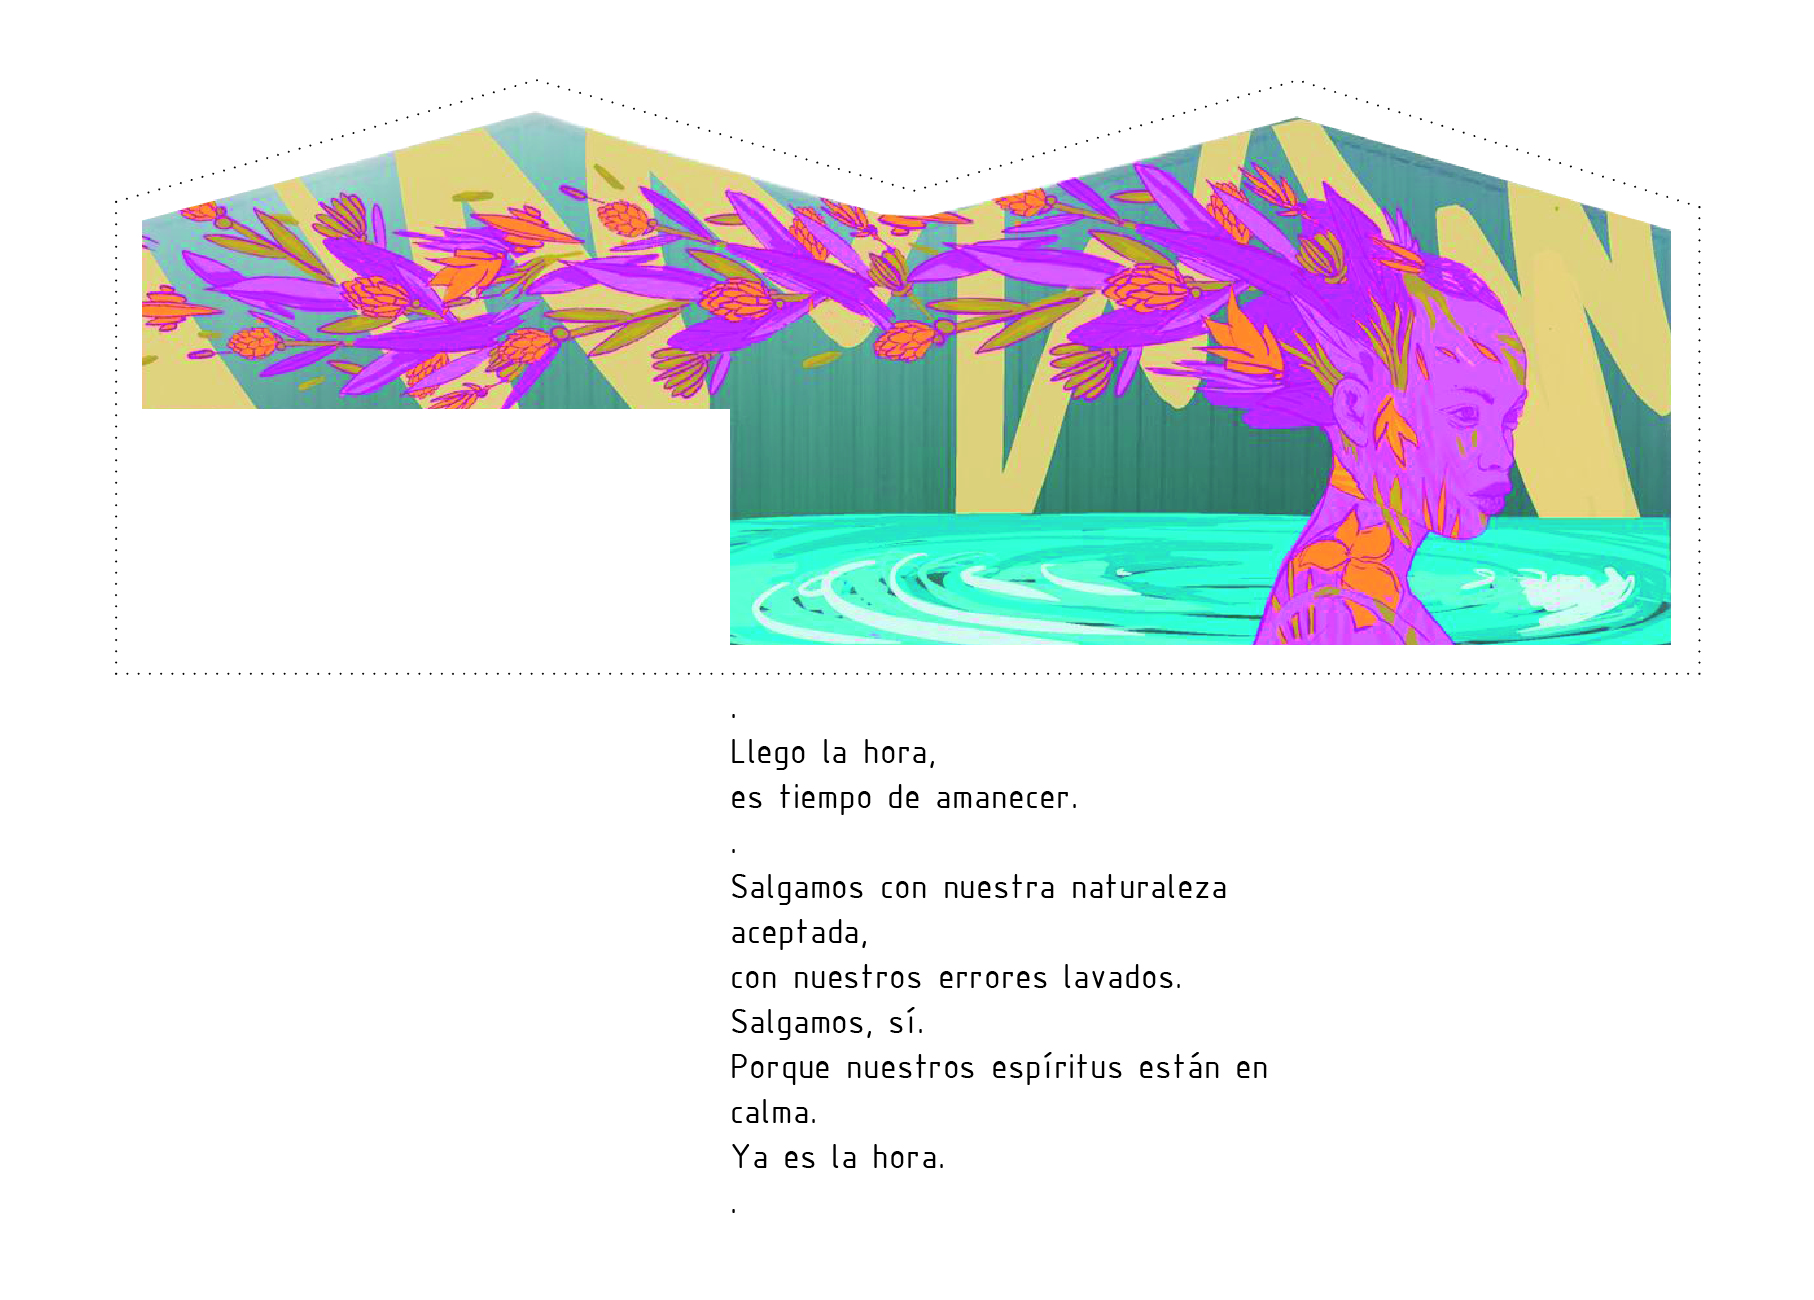 .
Llego la hora,
es tiempo de amanecer.
.
Salgamos con nuestra naturaleza
aceptada,
con nuestros errores lavados.
Salgamos, sí.
Porque nuestros espíritus están en
calma.
Ya es la hora.
.